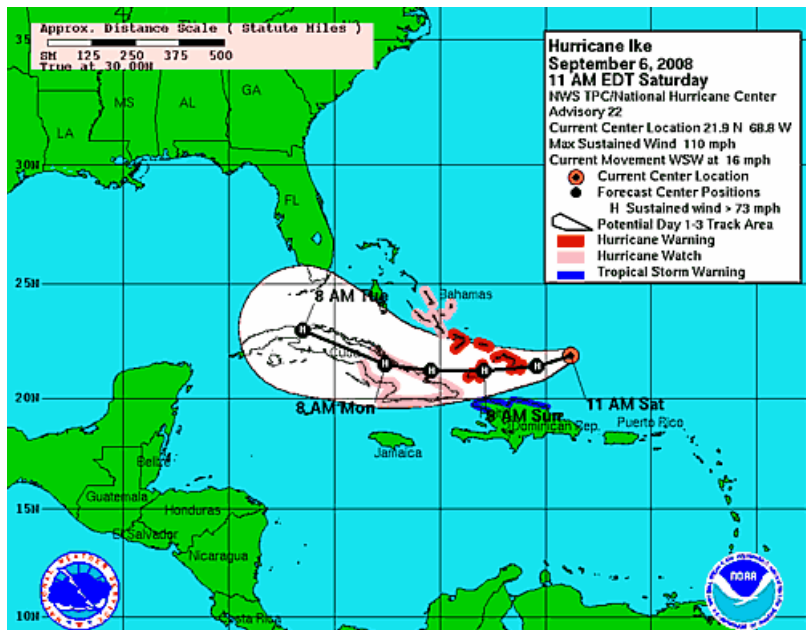 Approx. Distance Scale ( Statute Miles )
SM 125 250 375 500
True at 30.00N
Hurricane Ike
September 6, 2008
11 AM EDT Saturday
NWS TPC/National Hurricane Center
Advisory 22
Current Center Location 21.9 N 68.8 W
Max Sustained Wind 110 mph
Current Movement WSW at 16 mph
Current Center Location
Forecast Center Positions
H Sustained wind > 73 mph
Potential Day 1-3 Track Area
Hurricane Warning
Hurricane Watch
Tropical Storm Warning
MS
AL
GA
LA
30N
FL
25N
8 AM Tue
Bahamas
H
H
H
H
H
Cuba
20N
8 AM Mon
8 AM Sun
11 AM Sat
Dominican Rep.
Puerto Rico
Jamaica
Belize
15N
Guatemala
Honduras
El Salvador
Nicaragua
10N
Costa Rica
NATIONAL WEATHER SERVICE
NOAA